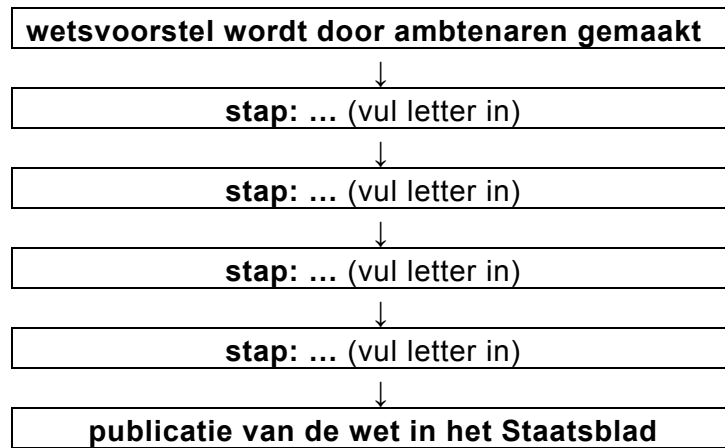 wetsvoorstel wordt door ambtenaren gemaakt
↓
stap: … (vul letter in)
↓
stap: … (vul letter in)
↓
stap: … (vul letter in)
↓
stap: … (vul letter in)
↓
publicatie van de wet in het Staatsblad